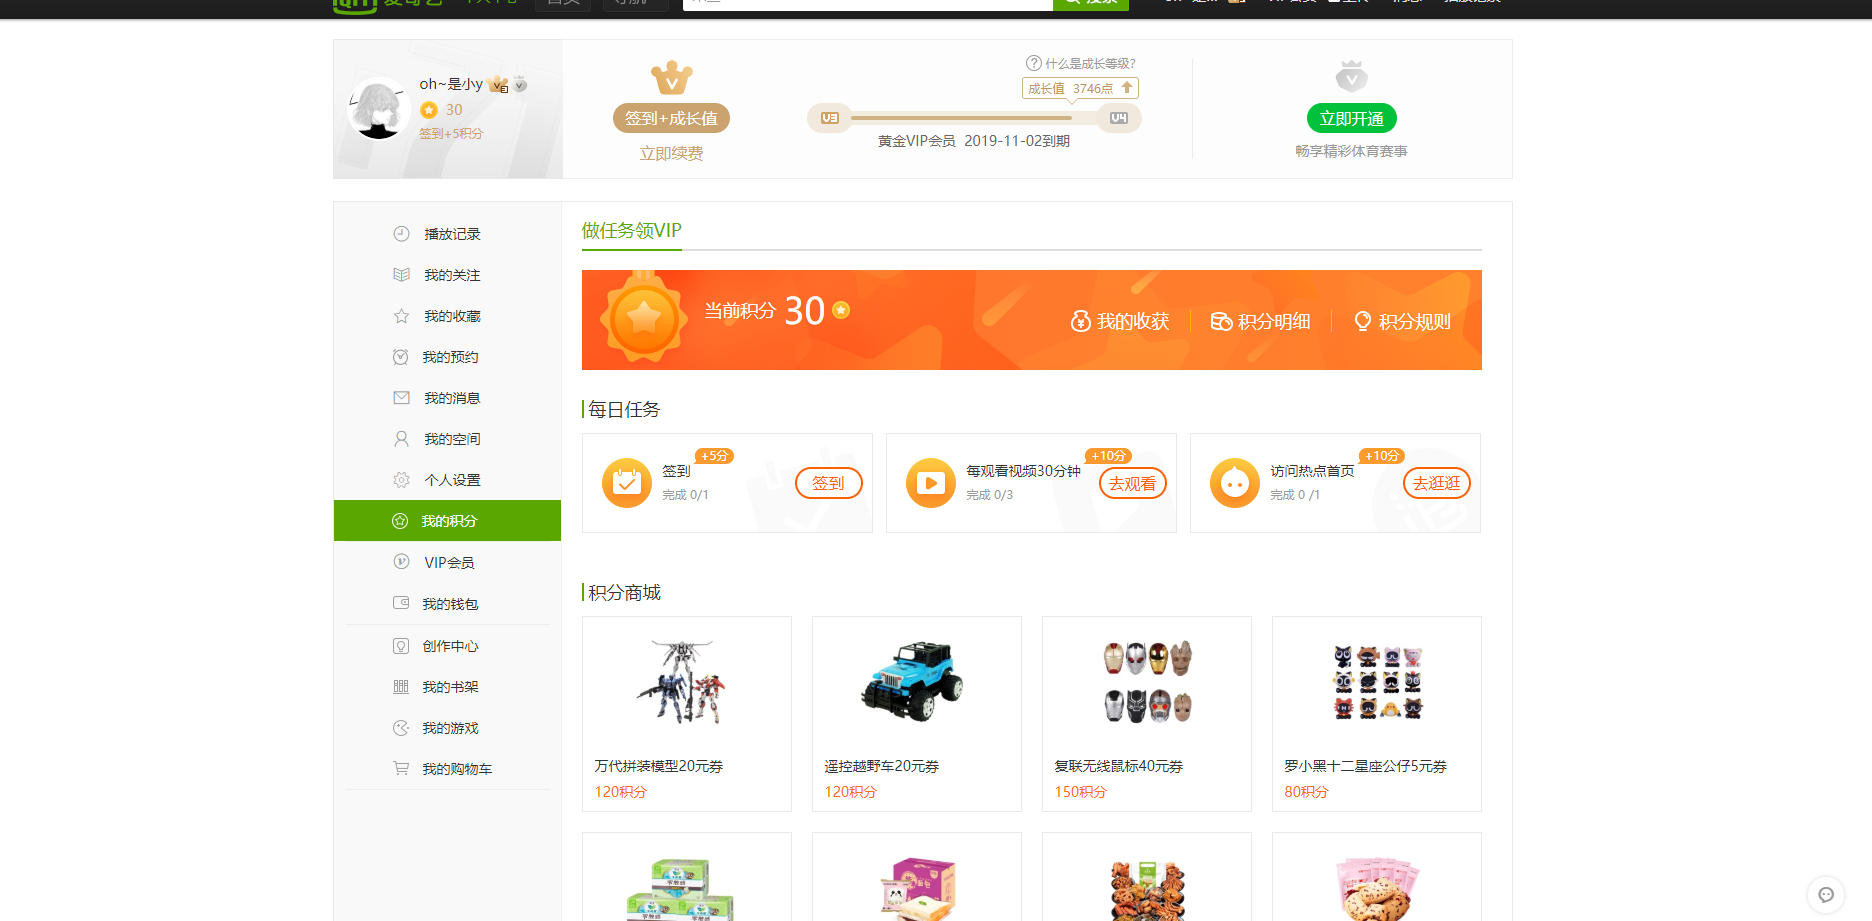 搜索
oh~是小y
30
签到+5积分
签到+成长值
立即续费
什么是成长等级?
成长值 3746点
V3
V4
黄金VIP会员 2019-11-02到期
立即开通
畅享精彩体育赛事
播放记录
我的关注
我的收藏
我的预约
我的消息
我的空间
个人设置
我的积分
VIP会员
我的钱包
创作中心
我的书架
我的游戏
我的购物车
做任务领VIP
当前积分 30
我的收获
积分明细
积分规则
每日任务
签到 +5分
完成 0/1
签到
每观看视频30分钟 +10分
完成 0/3
去观看
访问热点首页 +10分
完成 0 /1
去逛逛
积分商城
万代拼装模型20元券
120积分
遥控越野车20元券
120积分
复联无线鼠标40元券
150积分
罗小黑十二星座公仔5元券
80积分